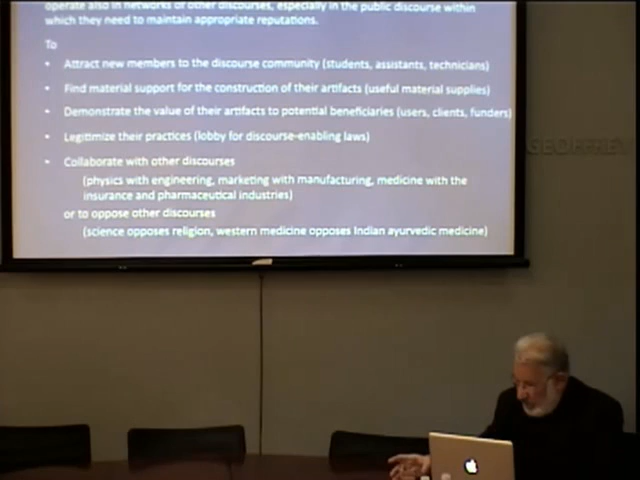 operate also in networks of other discourses, especially in the public discourse within
which they need to maintain appropriate reputations.
To
• Attract new members to the discourse community (students, assistants, technicians)
• Find material support for the construction of their artifacts (useful material supplies)
• Demonstrate the value of their artifacts to potential beneficiaries (users, clients, funders)
• Legitimize their practices (lobby for discourse-enabling laws)
• Collaborate with other discourses
(physics with engineering, marketing with manufacturing, medicine with the
insurance and pharmaceutical industries)
or to oppose other discourses
(science opposes religion, western medicine opposes Indian ayurvedic medicine)
GEOFFREY